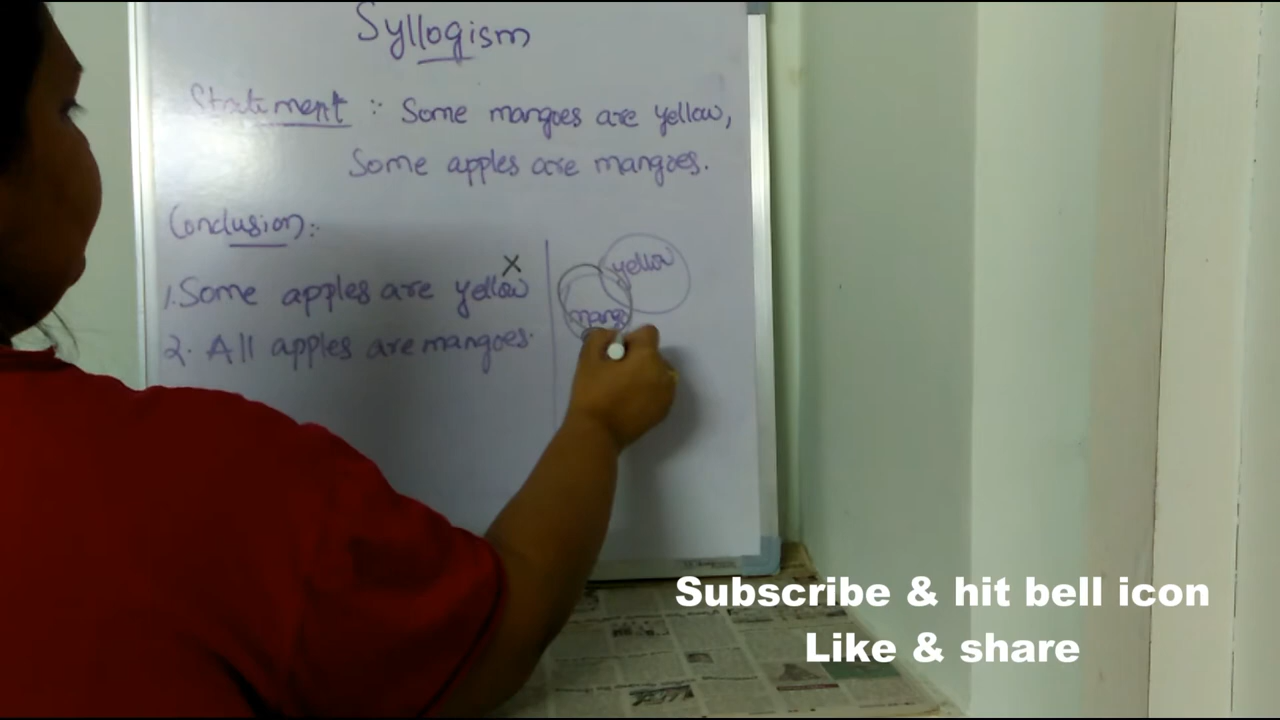 Syllogism
Statement :- Some mangoes are yellow,
Some apples are mangoes.
Conclusion:-
1. Some apples are yellow X
2. All apples are mangoes.
yellow
mango
Subscribe & hit bell icon
Like & share